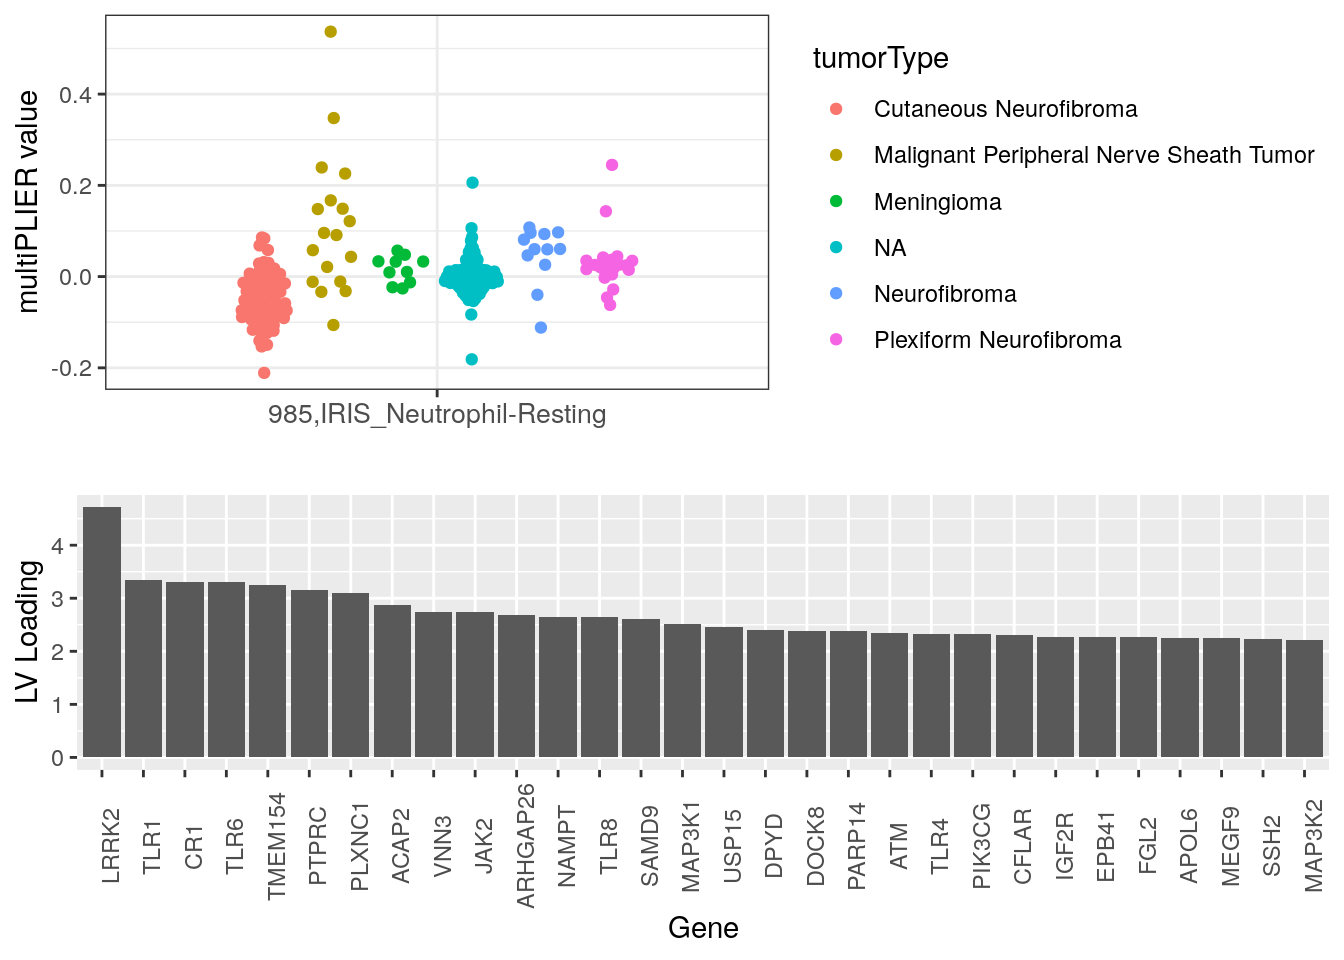 multiPLIER value
0.4
0.2
0.0
-0.2
985,IRIS_Neutrophil-Resting
tumorType
Cutaneous Neurofibroma
Malignant Peripheral Nerve Sheath Tumor
Meningioma
NA
Neurofibroma
Plexiform Neurofibroma
LV Loading
4
3
2
1
0
LRRK2
TLR1
CR1
TLR6
TMEM154
PTPRC
PLXNC1
ACAP2
VNN3
JAK2
ARHGAP26
NAMPT
TLR8
SAMD9
MAP3K1
USP15
DPYD
DOCK8
PARP14
ATM
TLR4
PIK3CG
CFLAR
IGF2R
EPB41
FGL2
APOL6
MEGF9
SSH2
MAP3K2
Gene